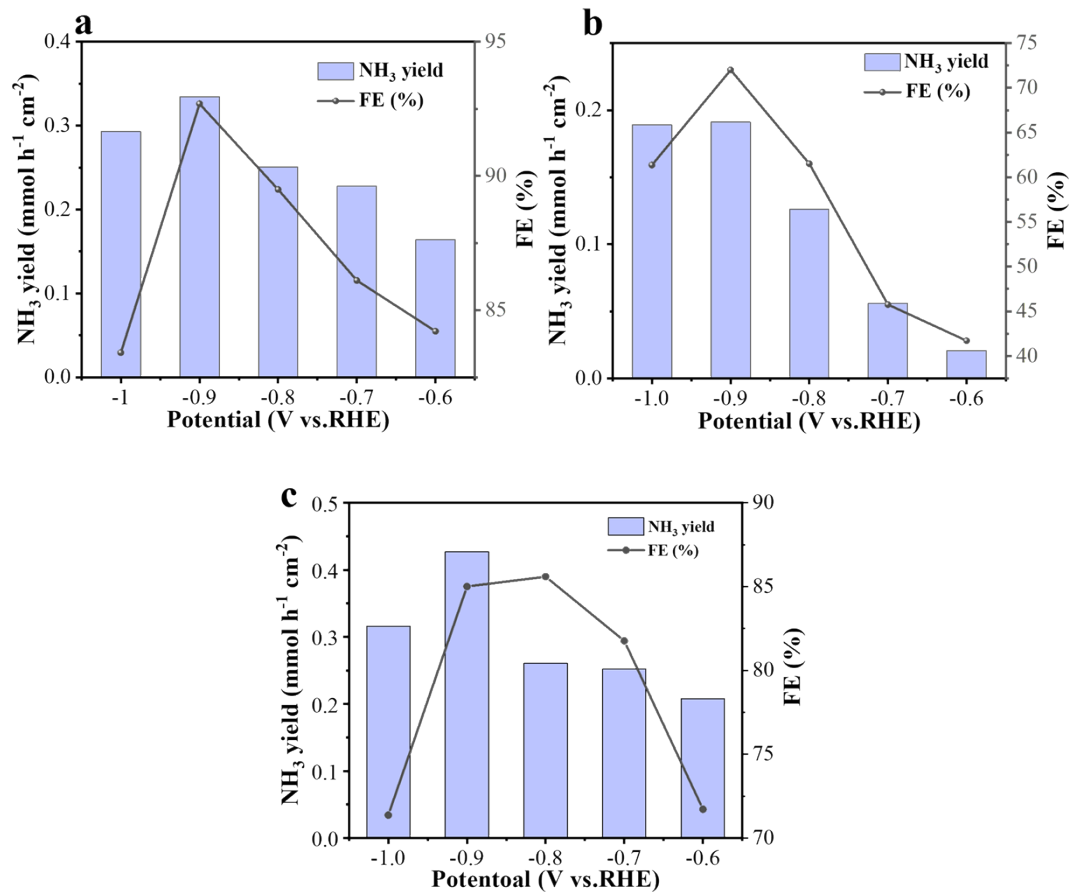 a
0.4
0.3
0.2
0.1
0.0
NH₃ yield (mmol h⁻¹ cm⁻²)
NH₃ yield
FE (%)
95
90
85
FE (%)
-1 -0.9 -0.8 -0.7 -0.6
Potential (V vs.RHE)
b
0.2
0.1
0.0
NH₃ yield (mmol h⁻¹ cm⁻²)
NH₃ yield
FE (%)
75
70
65
60
55
50
45
40
FE (%)
-1.0 -0.9 -0.8 -0.7 -0.6
Potential (V vs.RHE)
c
0.5
0.4
0.3
0.2
0.1
0.0
NH₃ yield (mmol h⁻¹ cm⁻²)
NH₃ yield
FE (%)
90
85
80
75
70
FE (%)
-1.0 -0.9 -0.8 -0.7 -0.6
Potentoal (V vs.RHE)